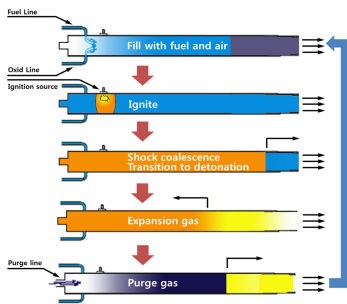 Fuel Line
Fill with fuel and air
Oxid Line
Ignition source
Ignite
Shock coalescence
Transition to detonation
Expansion gas
Purge line
Purge gas